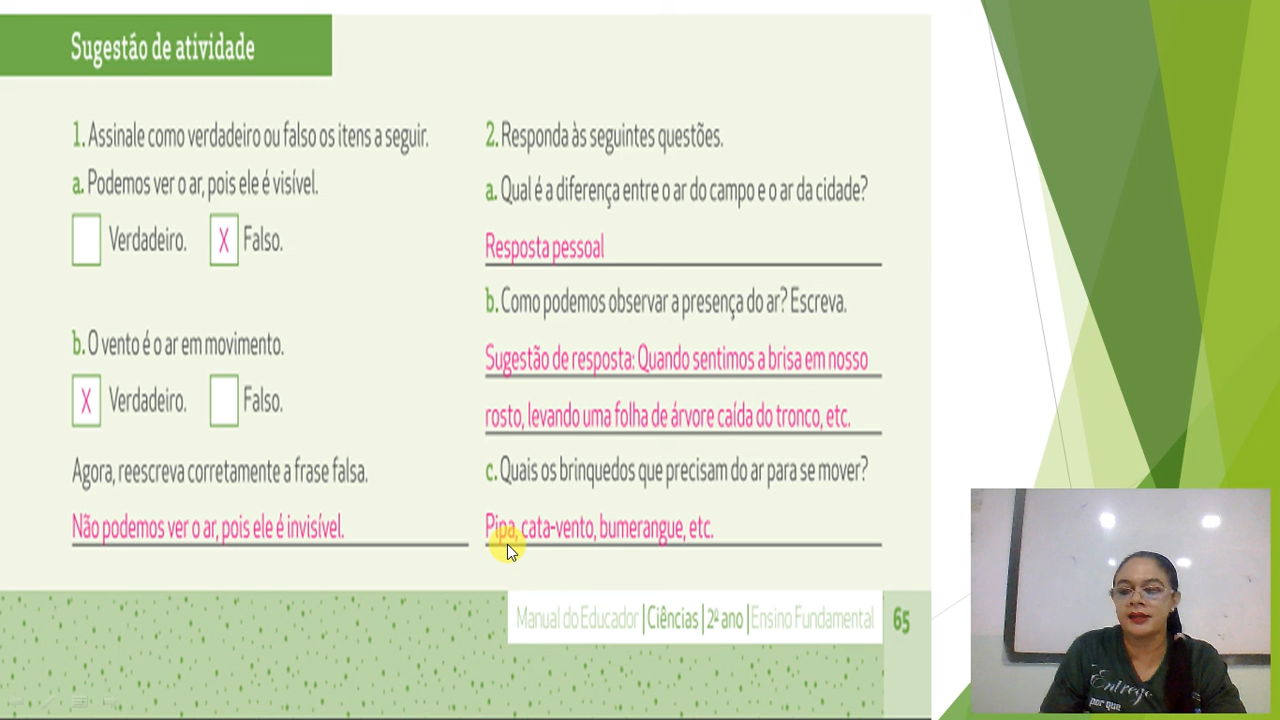 Sugestão de atividade
1. Assinale como verdadeiro ou falso os itens a seguir.
a. Podemos ver o ar, pois ele é visível.
Verdadeiro. X Falso.
b. O vento é o ar em movimento.
X Verdadeiro. Falso.
Agora, reescreva corretamente a frase falsa.
Não podemos ver o ar, pois ele é invisível.
2. Responda às seguintes questões.
a. Qual é a diferença entre o ar do campo e o ar da cidade?
Resposta pessoal
b. Como podemos observar a presença do ar? Escreva.
Sugestão de resposta: Quando sentimos a brisa em nosso
rosto, levando uma folha de árvore caída do tronco, etc.
c. Quais os brinquedos que precisam do ar para se mover?
Pipa, cata-vento, bumerangue, etc.
Manual do Educador | Ciências | 2º ano | Ensino Fundamental 65
Entrego
por que